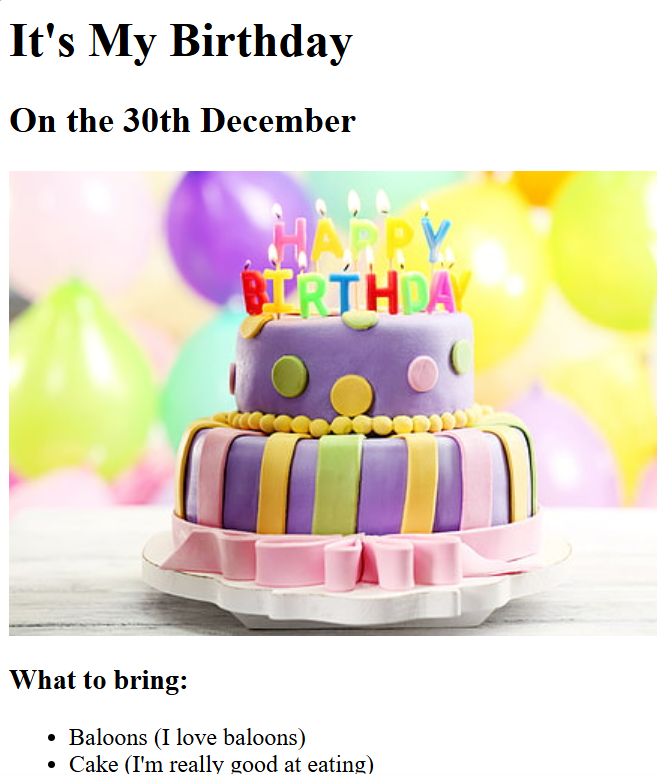 It's My Birthday
On the 30th December
HAPPY
BIRTHDAY
What to bring:
• Baloons (I love baloons)
• Cake (I'm really good at eating)